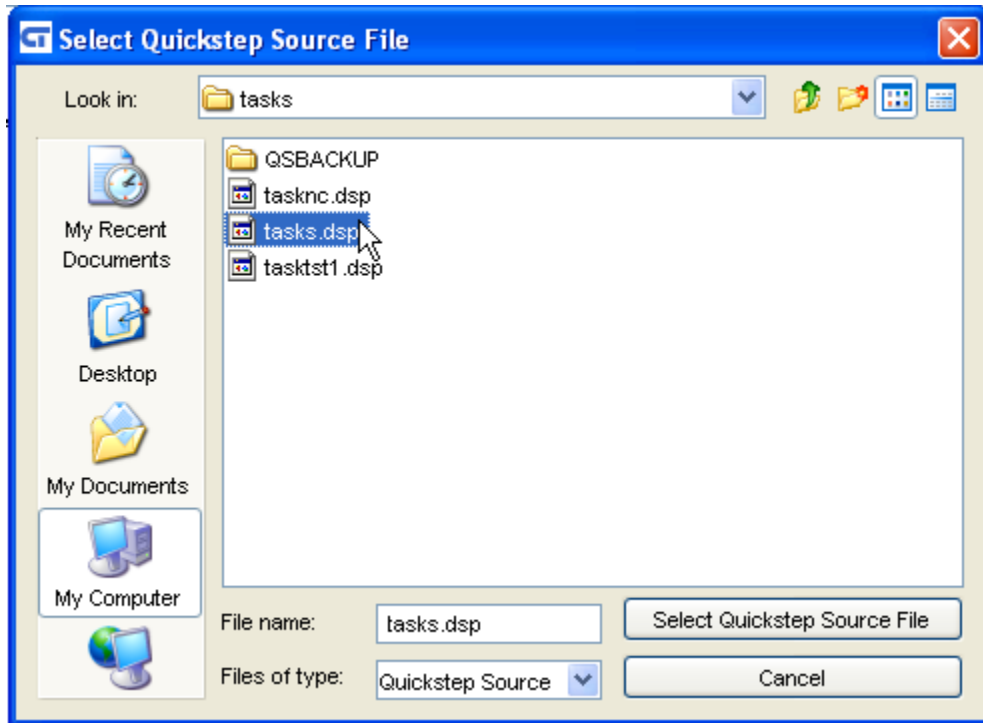 Select Quickstep Source File
Look in:
tasks
My Recent
Documents
Desktop
My Documents
My Computer
QSBACKUP
tasknc.dsp
tasks.dsp
tasktst1.dsp
File name:
tasks.dsp
Select Quickstep Source File
Files of type:
Quickstep Source
Cancel